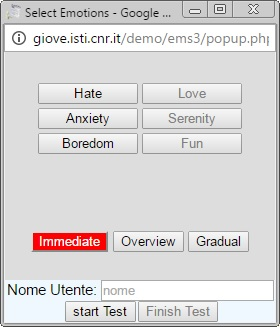 Select Emotions - Google ...
giove.isti.cnr.it/demo/ems3/popup.php
Hate Love
Anxiety Serenity
Boredom Fun
Immediate Overview Gradual
Nome Utente: nome
start Test Finish Test